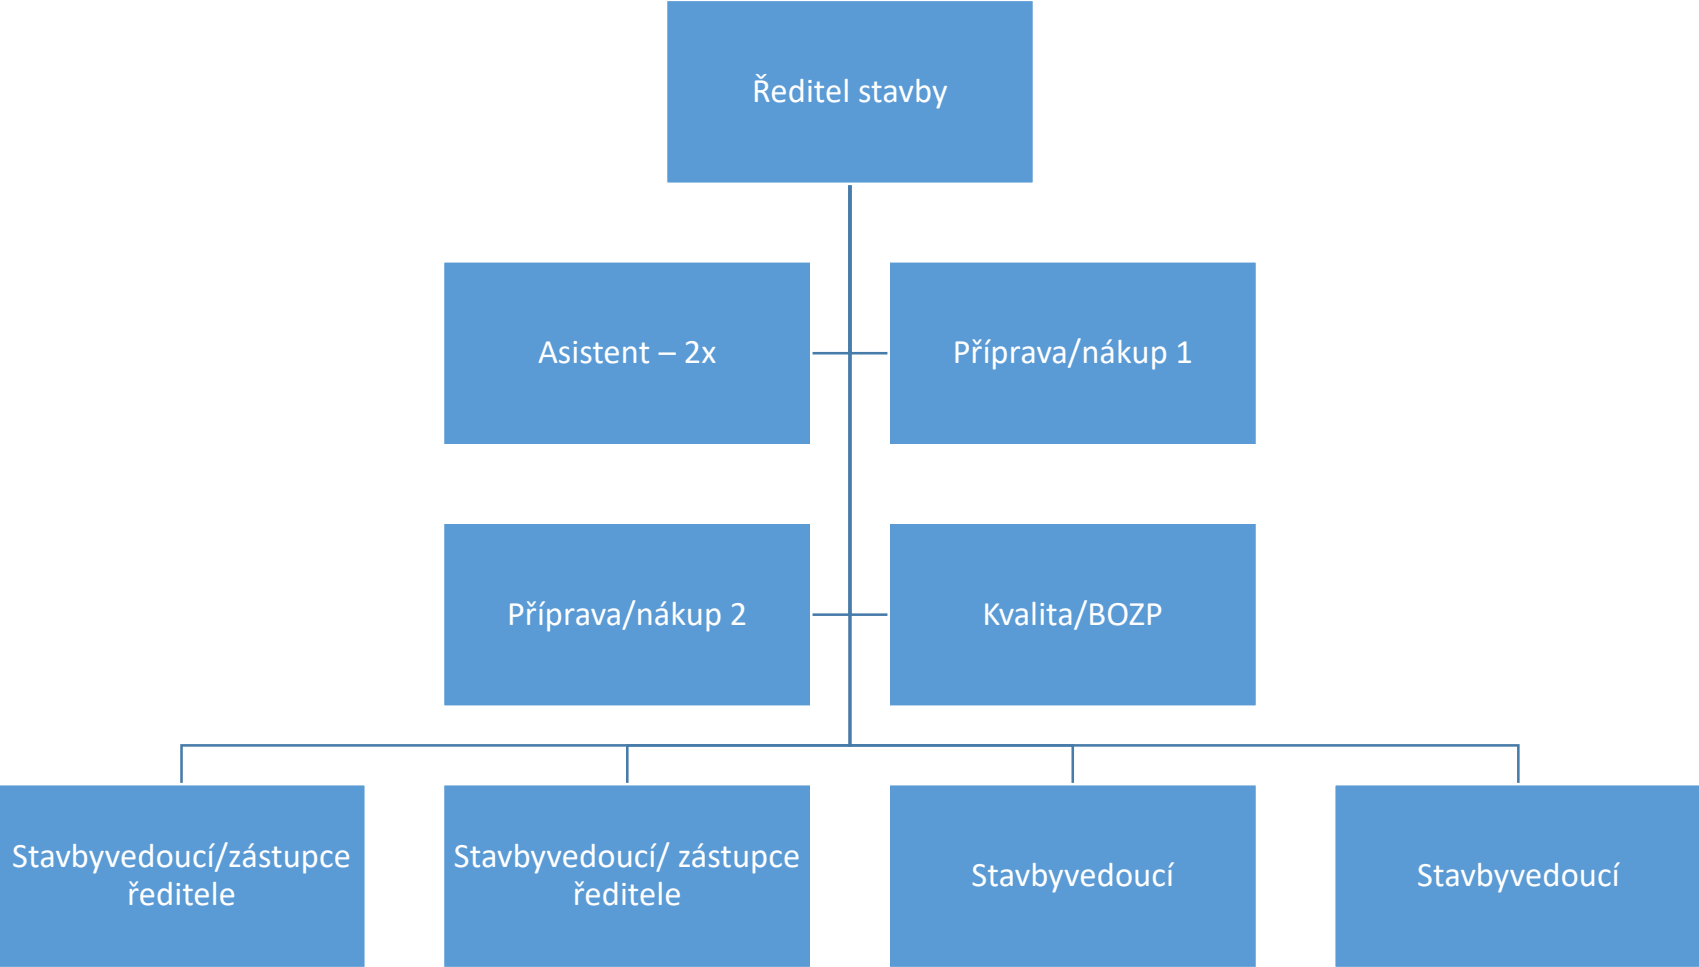 Ředitel stavby
Asistent – 2x
Příprava/nákup 1
Příprava/nákup 2
Kvalita/BOZP
Stavbyvedoucí/zástupce
ředitele
Stavbyvedoucí/ zástupce
ředitele
Stavbyvedoucí
Stavbyvedoucí